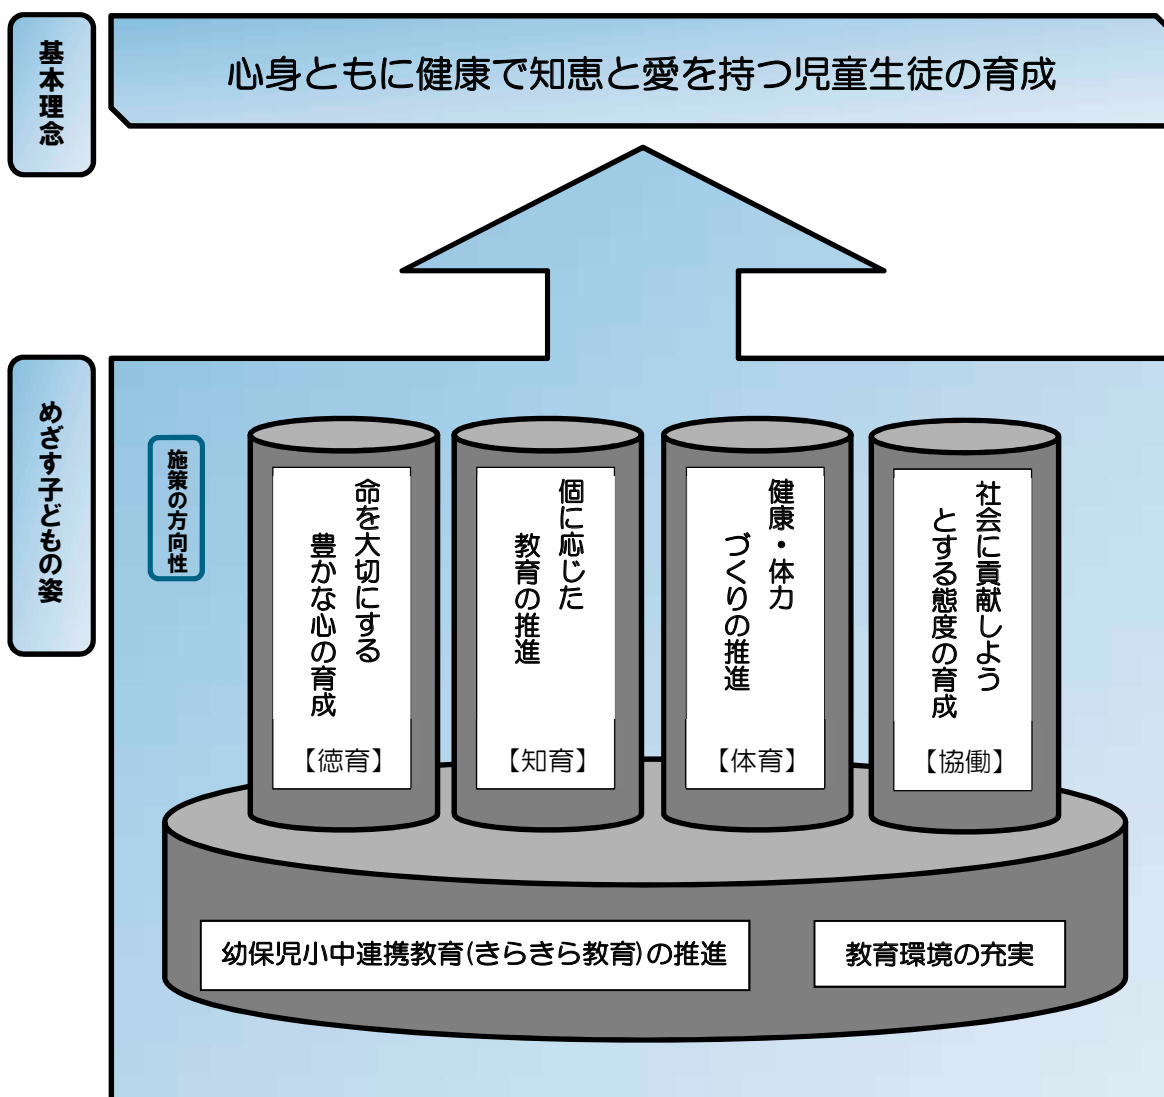 基本理念
心身ともに健康で知恵と愛を持つ児童生徒の育成
めざす子どもの姿
施策の方向性
命を大切にする
豊かな心の育成
【徳育】
個に応じた
教育の推進
【知育】
健康・体力
づくりの推進
【体育】
社会に貢献しよう
とする態度の育成
【協働】
幼保児小中連携教育(きらきら教育)の推進
教育環境の充実